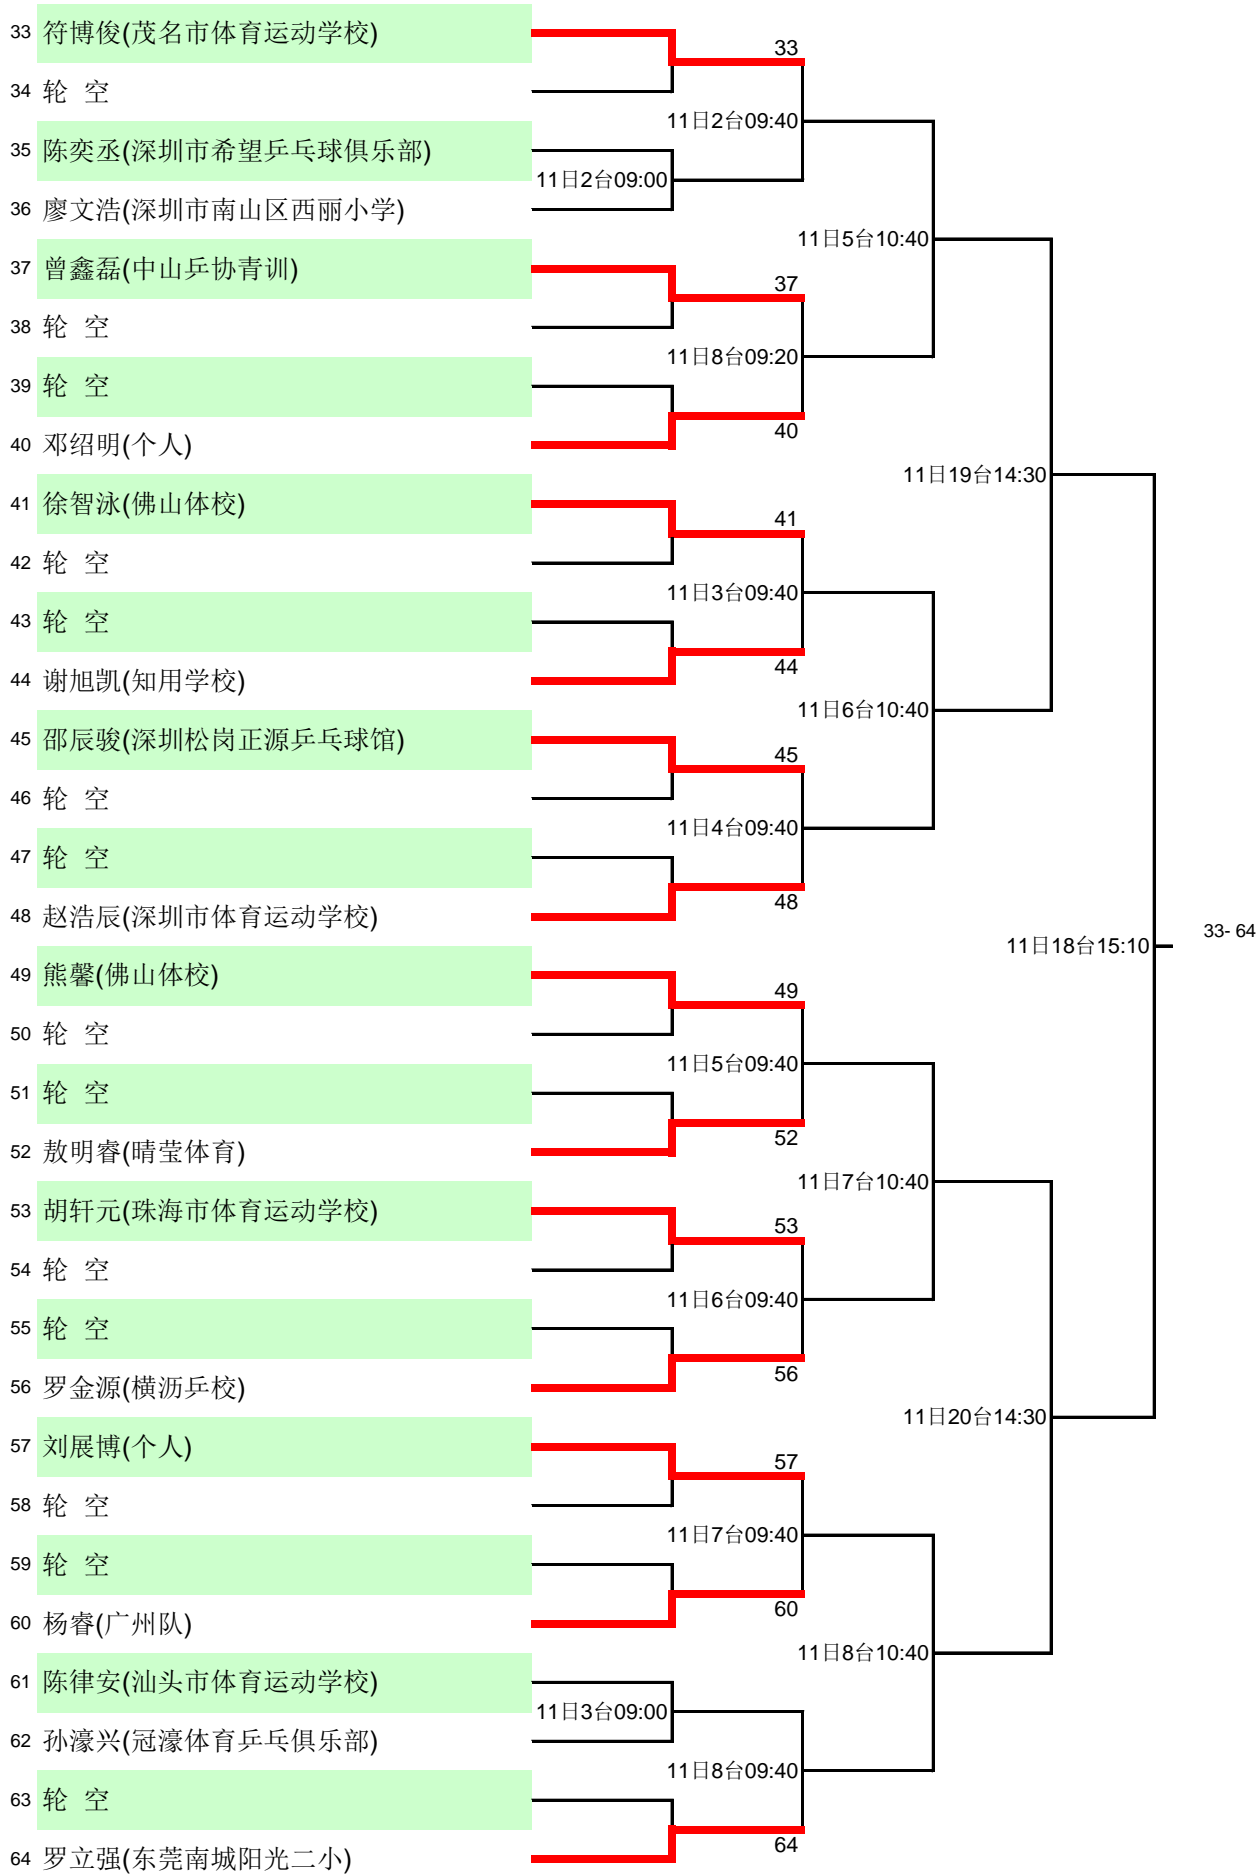 33 符博俊(茂名市体育运动学校)
33
34 轮 空
11日2台09:40
35 陈奕丞(深圳市希望乒乓球俱乐部)
11日2台09:00
36 廖文浩(深圳市南山区西丽小学)
11日5台10:40
37 曾鑫磊(中山乒协青训)
37
38 轮 空
11日8台09:20
39 轮 空
40
40 邓绍明(个人)
11日19台14:30
41 徐智泳(佛山体校)
41
42 轮 空
11日3台09:40
43 轮 空
44
44 谢旭凯(知用学校)
11日6台10:40
45 邵辰骏(深圳松岗正源乒乓球馆)
45
46 轮 空
11日4台09:40
47 轮 空
48
48 赵浩辰(深圳市体育运动学校)
33- 64
11日18台15:10
49 熊馨(佛山体校)
49
50 轮 空
11日5台09:40
51 轮 空
52
52 敖明睿(晴莹体育)
11日7台10:40
53 胡轩元(珠海市体育运动学校)
53
54 轮 空
11日6台09:40
55 轮 空
56
56 罗金源(横沥乒校)
11日20台14:30
57 刘展博(个人)
57
58 轮 空
11日7台09:40
59 轮 空
60
60 杨睿(广州队)
11日8台10:40
61 陈律安(汕头市体育运动学校)
11日3台09:00
62 孙濠兴(冠濠体育乒乓俱乐部)
11日8台09:40
63 轮 空
64
64 罗立强(东莞南城阳光二小)